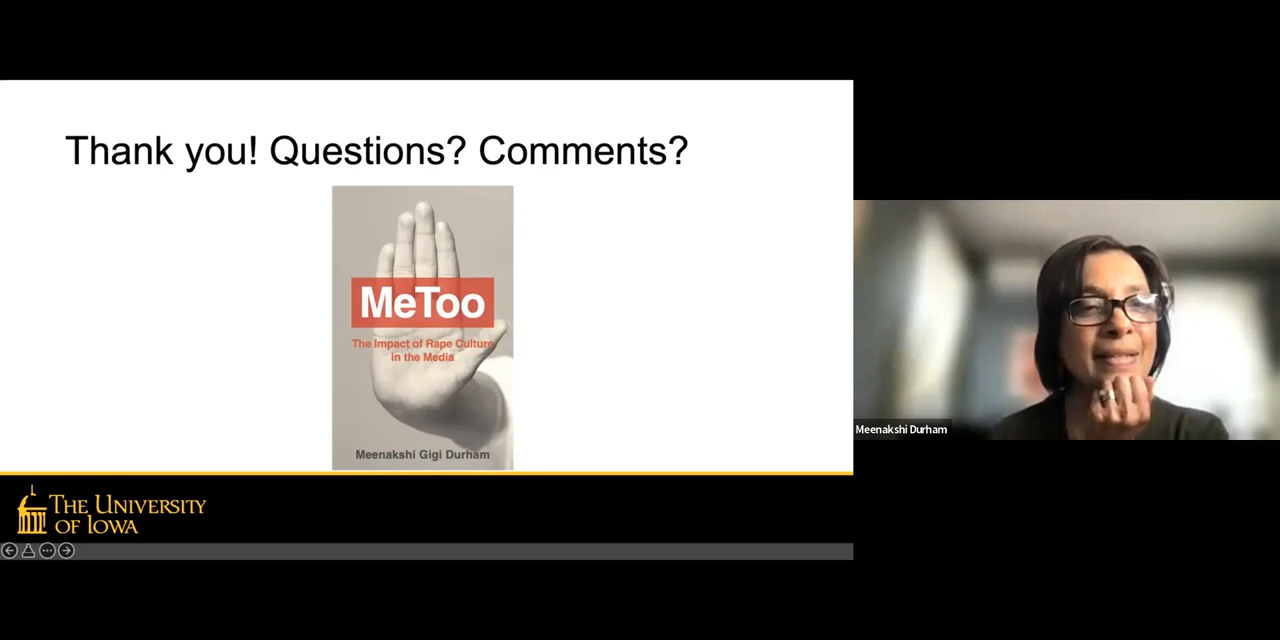 Thank you! Questions? Comments?
MeToo
The Impact of Rape Culture
in the Media
Meenakshi Gigi Durham
THE UNIVERSITY
OF IOWA
Meenakshi Durham